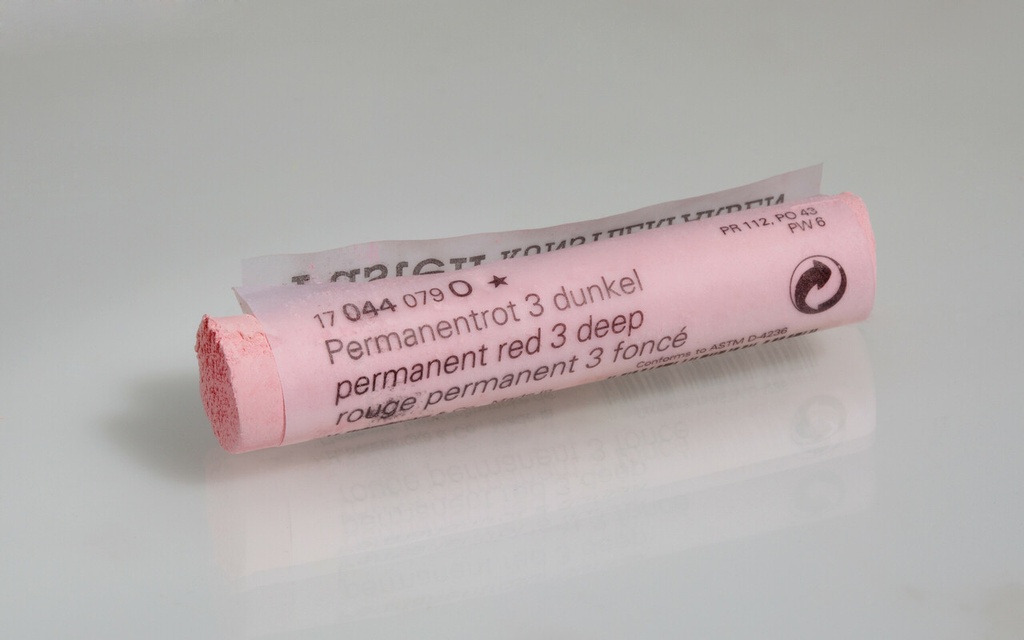 17 044 079 O ★
Permanentrot 3 dunkel
permanent red 3 deep
rouge permanent 3 foncé
PR 112, PO 43
PW 6
Conforms to ASTM D-4236